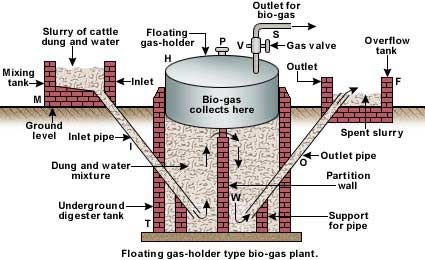 Slurry of cattle
dung and water
Floating
gas-holder
P
Outlet for
bio-gas
S
V
Gas valve
Overflow
tank
H
Mixing
tank
Inlet
Outlet
F
M
Bio-gas
collects here
Ground
level
Inlet pipe
I
Spent slurry
Dung and water
mixture
Outlet pipe
O
Partition
wall
W
Underground
digester tank
T
Support
for pipe
Floating gas-holder type bio-gas plant.